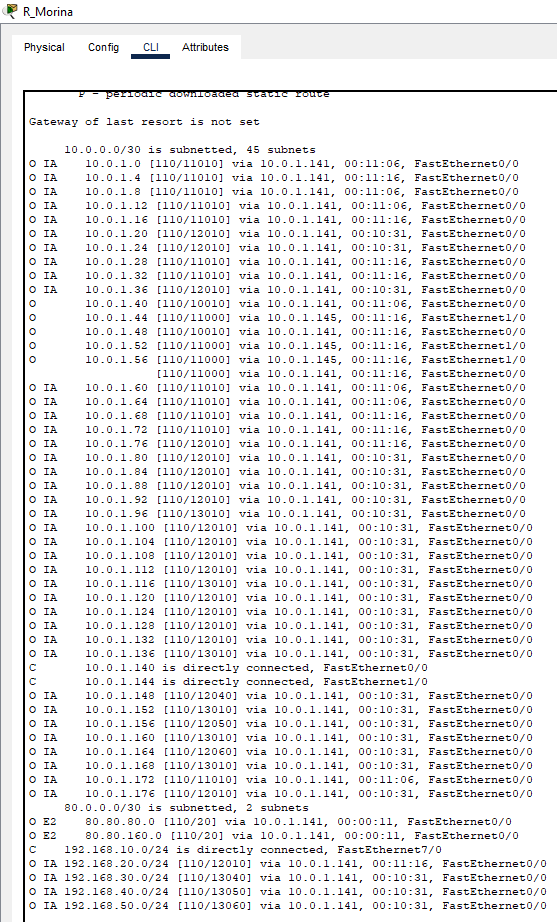 R_Morina
Physical Config CLI Attributes
P - periodic downloaded static route
Gateway of last resort is not set
10.0.0.0/30 is subnetted, 45 subnets
O IA 10.0.1.0 [110/11010] via 10.0.1.141, 00:11:06, FastEthernet0/0
O IA 10.0.1.4 [110/11010] via 10.0.1.141, 00:11:16, FastEthernet0/0
O IA 10.0.1.8 [110/11010] via 10.0.1.141, 00:11:06, FastEthernet0/0
O IA 10.0.1.12 [110/11010] via 10.0.1.141, 00:11:06, FastEthernet0/0
O IA 10.0.1.16 [110/11010] via 10.0.1.141, 00:11:16, FastEthernet0/0
O IA 10.0.1.20 [110/12010] via 10.0.1.141, 00:10:31, FastEthernet0/0
O IA 10.0.1.24 [110/12010] via 10.0.1.141, 00:10:31, FastEthernet0/0
O IA 10.0.1.28 [110/11010] via 10.0.1.141, 00:11:16, FastEthernet0/0
O IA 10.0.1.32 [110/11010] via 10.0.1.141, 00:11:16, FastEthernet0/0
O IA 10.0.1.36 [110/12010] via 10.0.1.141, 00:10:31, FastEthernet0/0
O 10.0.1.40 [110/10010] via 10.0.1.141, 00:11:06, FastEthernet0/0
O 10.0.1.44 [110/11000] via 10.0.1.145, 00:11:16, FastEthernet1/0
O 10.0.1.48 [110/10010] via 10.0.1.141, 00:11:16, FastEthernet0/0
O 10.0.1.52 [110/11000] via 10.0.1.145, 00:11:16, FastEthernet1/0
O 10.0.1.56 [110/11000] via 10.0.1.145, 00:11:16, FastEthernet1/0
[110/11000] via 10.0.1.141, 00:11:16, FastEthernet0/0
O IA 10.0.1.60 [110/11010] via 10.0.1.141, 00:11:06, FastEthernet0/0
O IA 10.0.1.64 [110/11010] via 10.0.1.141, 00:11:06, FastEthernet0/0
O IA 10.0.1.68 [110/11010] via 10.0.1.141, 00:11:16, FastEthernet0/0
O IA 10.0.1.72 [110/11010] via 10.0.1.141, 00:11:16, FastEthernet0/0
O IA 10.0.1.76 [110/12010] via 10.0.1.141, 00:11:16, FastEthernet0/0
O IA 10.0.1.80 [110/12010] via 10.0.1.141, 00:10:31, FastEthernet0/0
O IA 10.0.1.84 [110/12010] via 10.0.1.141, 00:10:31, FastEthernet0/0
O IA 10.0.1.88 [110/12010] via 10.0.1.141, 00:10:31, FastEthernet0/0
O IA 10.0.1.92 [110/12010] via 10.0.1.141, 00:10:31, FastEthernet0/0
O IA 10.0.1.96 [110/13010] via 10.0.1.141, 00:10:31, FastEthernet0/0
O IA 10.0.1.100 [110/12010] via 10.0.1.141, 00:10:31, FastEthernet0/0
O IA 10.0.1.104 [110/12010] via 10.0.1.141, 00:10:31, FastEthernet0/0
O IA 10.0.1.108 [110/12010] via 10.0.1.141, 00:10:31, FastEthernet0/0
O IA 10.0.1.112 [110/12010] via 10.0.1.141, 00:10:31, FastEthernet0/0
O IA 10.0.1.116 [110/13010] via 10.0.1.141, 00:10:31, FastEthernet0/0
O IA 10.0.1.120 [110/12010] via 10.0.1.141, 00:10:31, FastEthernet0/0
O IA 10.0.1.124 [110/12010] via 10.0.1.141, 00:10:31, FastEthernet0/0
O IA 10.0.1.128 [110/12010] via 10.0.1.141, 00:10:31, FastEthernet0/0
O IA 10.0.1.132 [110/12010] via 10.0.1.141, 00:10:31, FastEthernet0/0
O IA 10.0.1.136 [110/13010] via 10.0.1.141, 00:10:31, FastEthernet0/0
C 10.0.1.140 is directly connected, FastEthernet0/0
C 10.0.1.144 is directly connected, FastEthernet1/0
O IA 10.0.1.148 [110/12040] via 10.0.1.141, 00:10:31, FastEthernet0/0
O IA 10.0.1.152 [110/13010] via 10.0.1.141, 00:10:31, FastEthernet0/0
O IA 10.0.1.156 [110/12050] via 10.0.1.141, 00:10:31, FastEthernet0/0
O IA 10.0.1.160 [110/13010] via 10.0.1.141, 00:10:31, FastEthernet0/0
O IA 10.0.1.164 [110/12060] via 10.0.1.141, 00:10:31, FastEthernet0/0
O IA 10.0.1.168 [110/13010] via 10.0.1.141, 00:10:31, FastEthernet0/0
O IA 10.0.1.172 [110/11010] via 10.0.1.141, 00:11:06, FastEthernet0/0
O IA 10.0.1.176 [110/12010] via 10.0.1.141, 00:10:31, FastEthernet0/0
80.0.0.0/30 is subnetted, 2 subnets
O E2 80.80.80.0 [110/20] via 10.0.1.141, 00:00:11, FastEthernet0/0
O E2 80.80.160.0 [110/20] via 10.0.1.141, 00:00:11, FastEthernet0/0
C 192.168.10.0/24 is directly connected, FastEthernet7/0
O IA 192.168.20.0/24 [110/12010] via 10.0.1.141, 00:11:16, FastEthernet0/0
O IA 192.168.30.0/24 [110/13040] via 10.0.1.141, 00:10:31, FastEthernet0/0
O IA 192.168.40.0/24 [110/13050] via 10.0.1.141, 00:10:31, FastEthernet0/0
O IA 192.168.50.0/24 [110/13060] via 10.0.1.141, 00:10:31, FastEthernet0/0